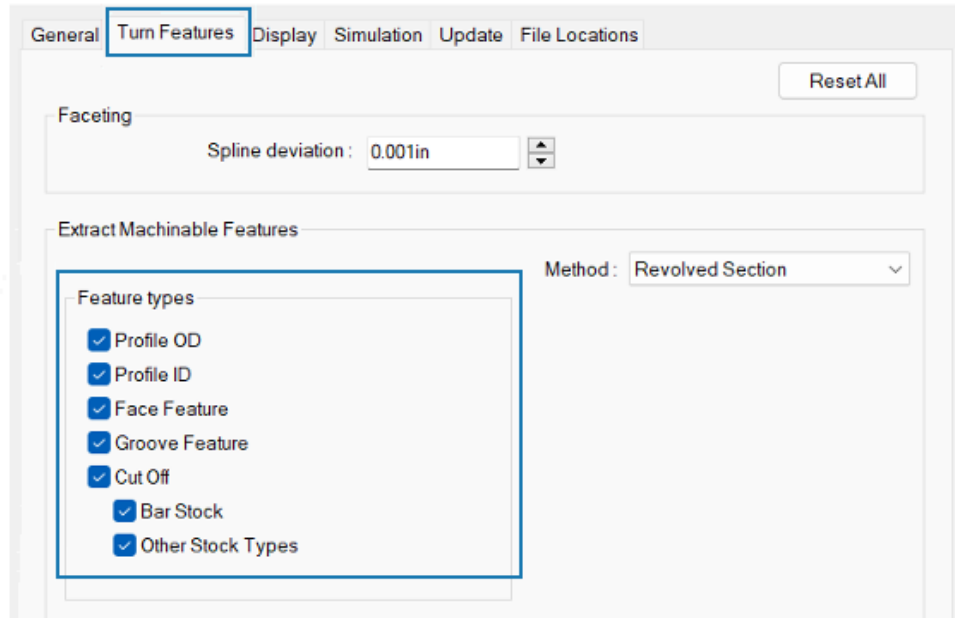 General Turn Features Display Simulation Update File Locations
Reset All
Faceting
Spline deviation : 0.001in
Extract Machinable Features
Method : Revolved Section
Feature types
Profile OD
Profile ID
Face Feature
Groove Feature
Cut Off
Bar Stock
Other Stock Types